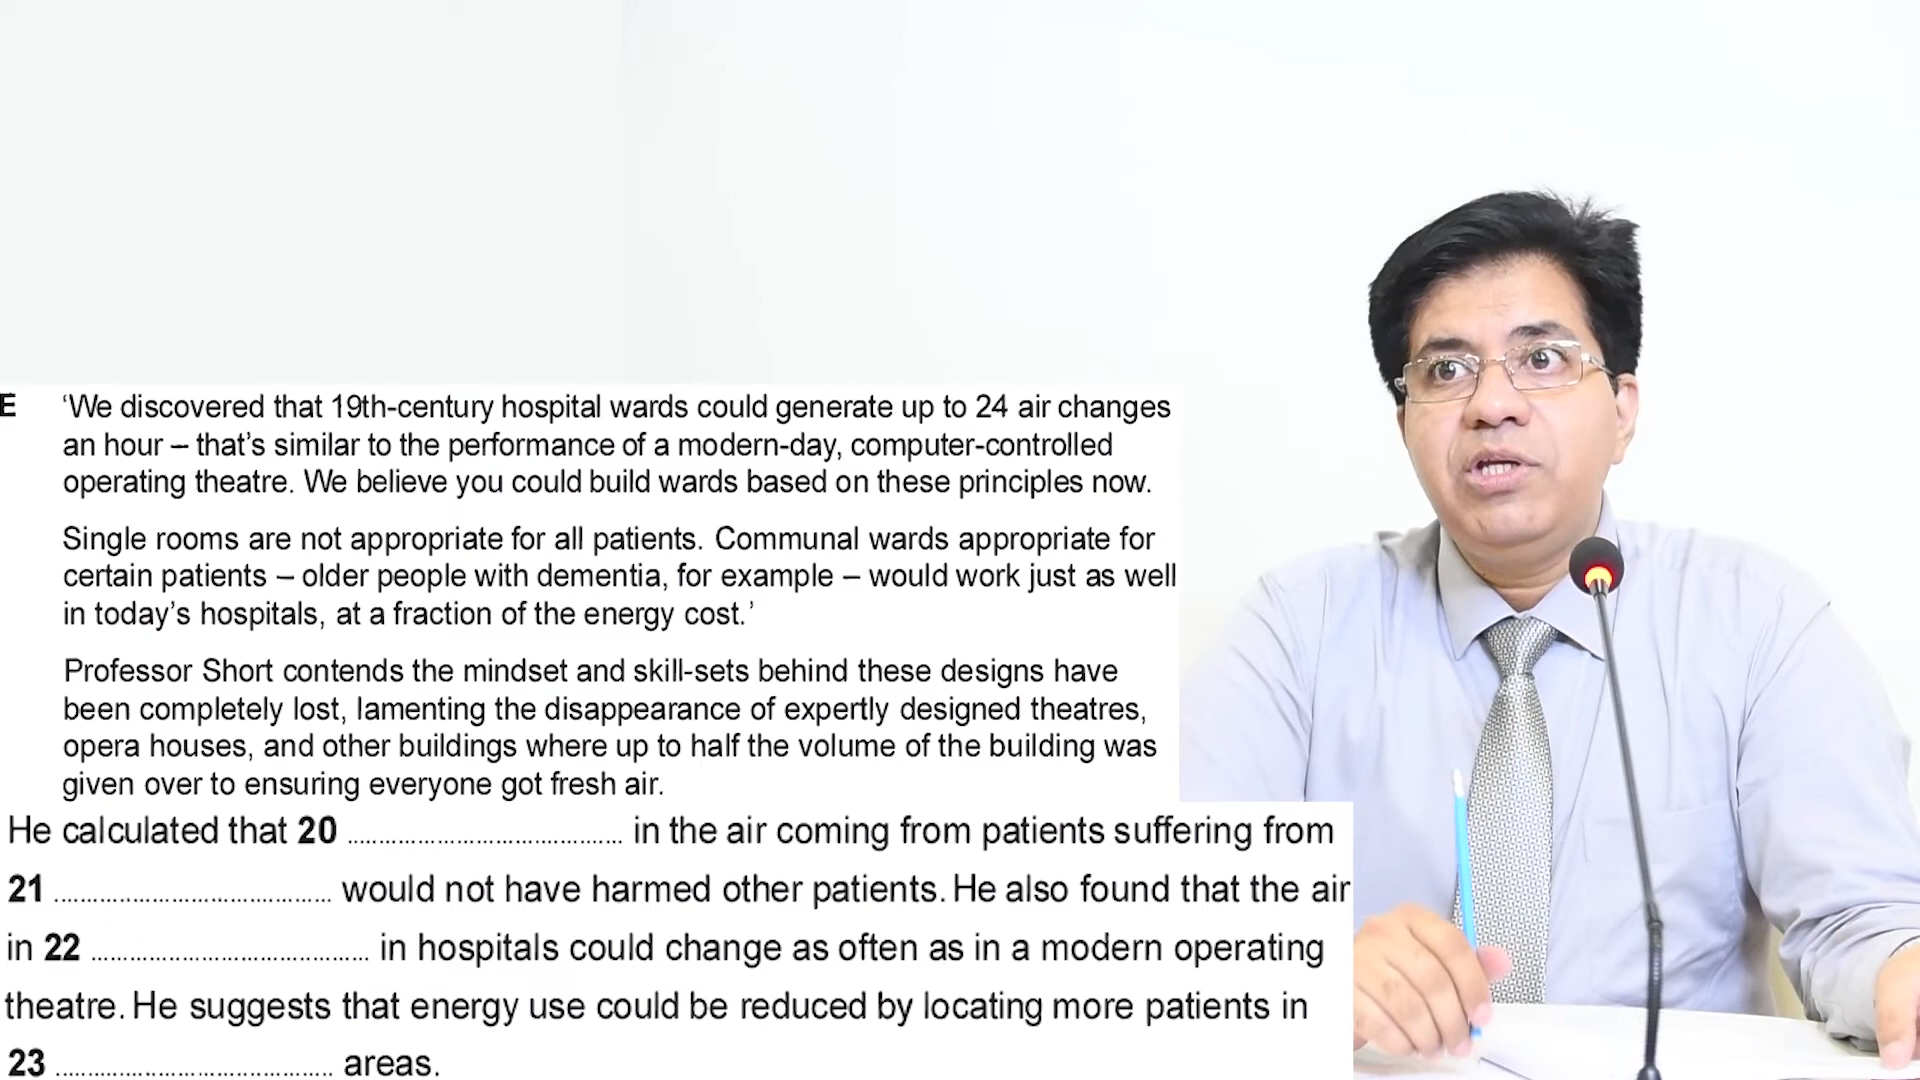 E ‘We discovered that 19th-century hospital wards could generate up to 24 air changes
an hour – that’s similar to the performance of a modern-day, computer-controlled
operating theatre. We believe you could build wards based on these principles now.
Single rooms are not appropriate for all patients. Communal wards appropriate for
certain patients – older people with dementia, for example – would work just as well
in today’s hospitals, at a fraction of the energy cost.’
Professor Short contends the mindset and skill-sets behind these designs have
been completely lost, lamenting the disappearance of expertly designed theatres,
opera houses, and other buildings where up to half the volume of the building was
given over to ensuring everyone got fresh air.
He calculated that 20 ........................................ in the air coming from patients suffering from
21 ........................................ would not have harmed other patients. He also found that the air
in 22 ........................................ in hospitals could change as often as in a modern operating
theatre. He suggests that energy use could be reduced by locating more patients in
23 ........................................ areas.